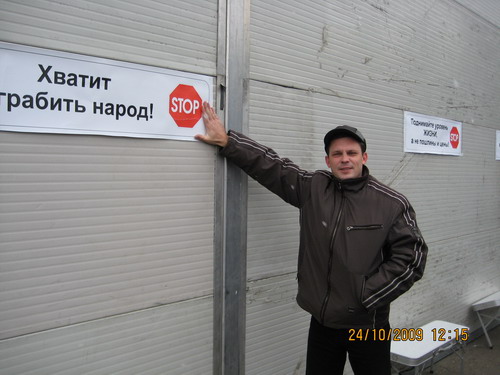 Хватит
грабить народ!
STOP
Поднимайте уровень
ЖИЗНИ,
а не пошлины и цены!
STOP
24/10/2009 12:15